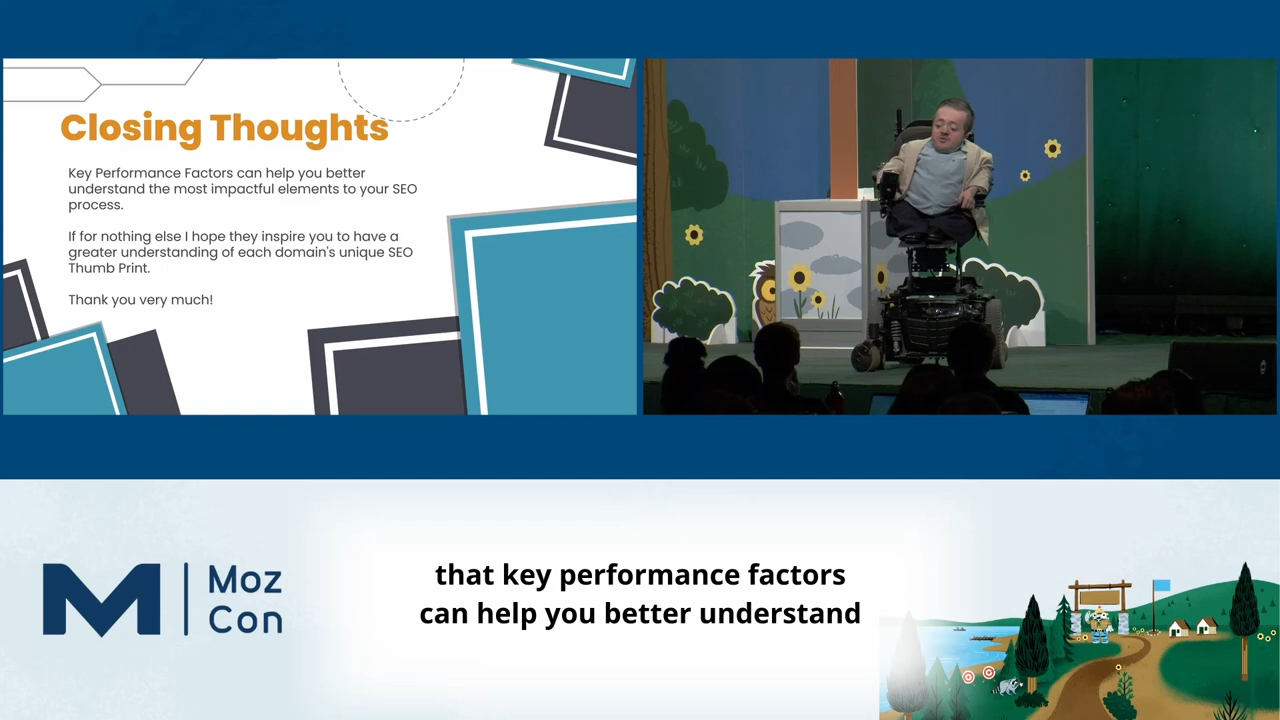 Closing Thoughts
Key Performance Factors can help you better
understand the most impactful elements to your SEO
process.
If for nothing else I hope they inspire you to have a
greater understanding of each domain's unique SEO
Thumb Print.
Thank you very much!
Moz
Con
that key performance factors
can help you better understand